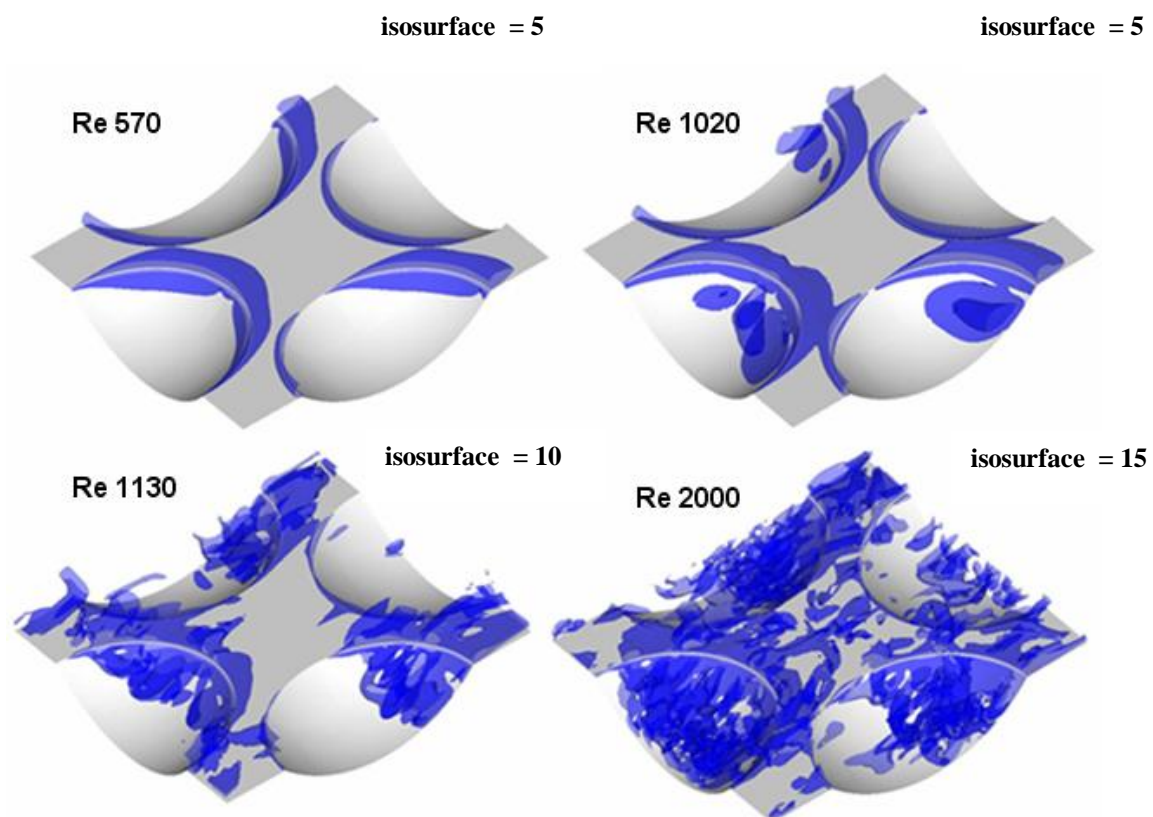 isosurface = 5
isosurface = 5
Re 570
Re 1020
isosurface = 10
isosurface = 15
Re 1130
Re 2000